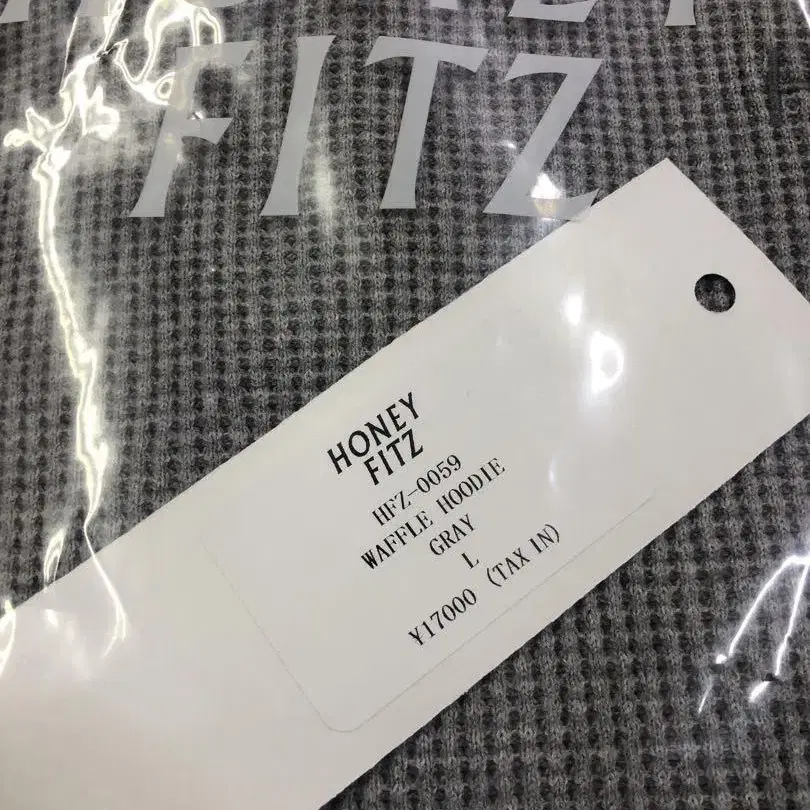 FITZ
HONEY
FITZ
HFZ-0059
WAFFLE HOODIE
GRAY
L
¥17000 (TAX IN)